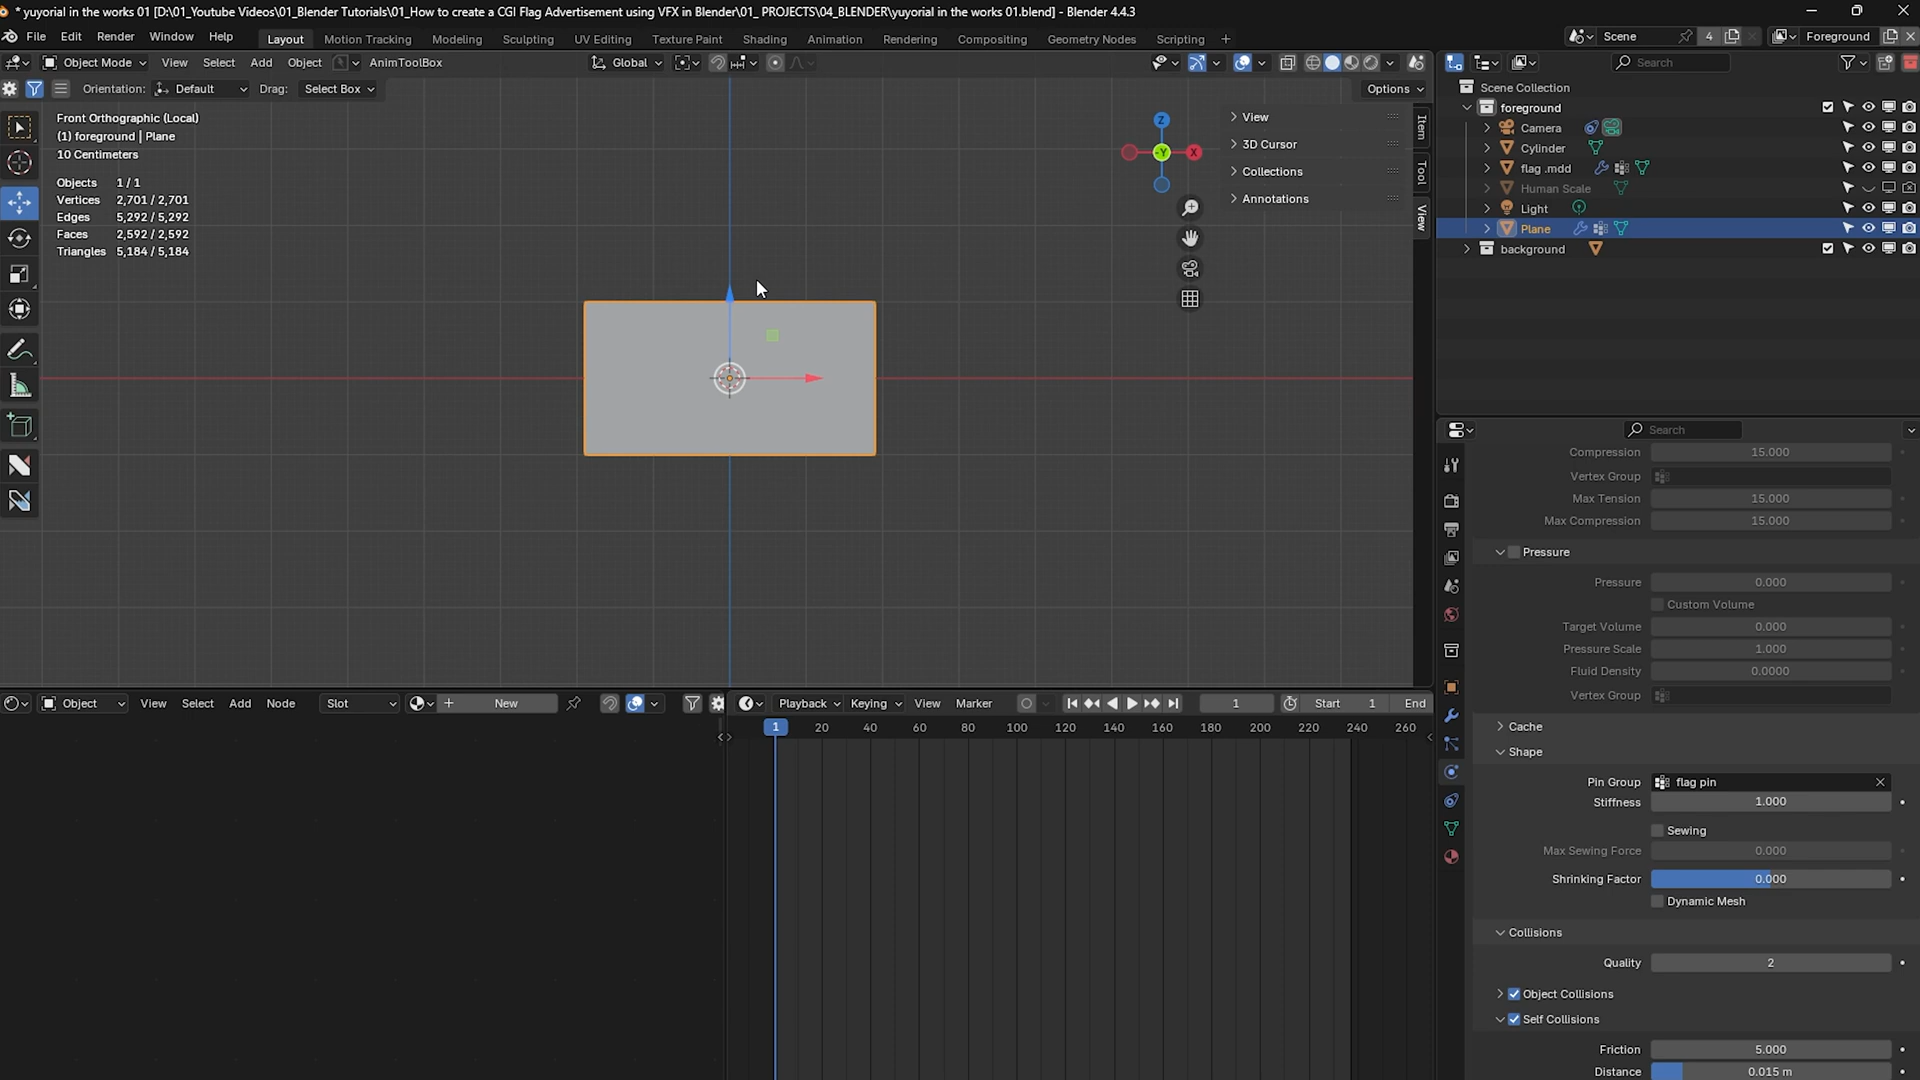 * yuyorial in the works 01 [D:\01_Youtube Videos\01_Blender Tutorials\01_How to create a CGI Flag Advertisement using VFX in Blender\01_ PROJECTS\04_BLENDER\yuyorial in the works 01.blend] - Blender 4.4.3
File Edit Render Window Help Layout Motion Tracking Modeling Sculpting UV Editing Texture Paint Shading Animation Rendering Compositing Geometry Nodes Scripting + Scene 4 Foreground
Object Mode View Select Add Object AnimToolBox Global Search
Orientation: Default Drag: Select Box Options
Front Orthographic (Local)
(1) foreground | Plane
10 Centimeters
Objects 1/1
Vertices 2,701 / 2,701
Edges 5,292 / 5,292
Faces 2,592 / 2,592
Triangles 5,184 / 5,184
Z
-Y
X
View
3D Cursor
Collections
Annotations
Item
Tool
View
Scene Collection
foreground
Camera
Cylinder
flag .mdd
Human Scale
Light
Plane
background
Search
Compression 15.000
Vertex Group
Max Tension 15.000
Max Compression 15.000
Pressure
Pressure 0.000
Custom Volume
Target Volume 0.000
Pressure Scale 1.000
Fluid Density 0.0000
Vertex Group
Cache
Shape
Pin Group flag pin
Stiffness 1.000
Sewing
Max Sewing Force 0.000
Shrinking Factor 0.000
Dynamic Mesh
Collisions
Quality 2
Object Collisions
Self Collisions
Friction 5.000
Distance 0.015 m
Object View Select Add Node Slot New
Playback Keying View Marker 1 Start 1 End
1 20 40 60 80 100 120 140 160 180 200 220 240 260